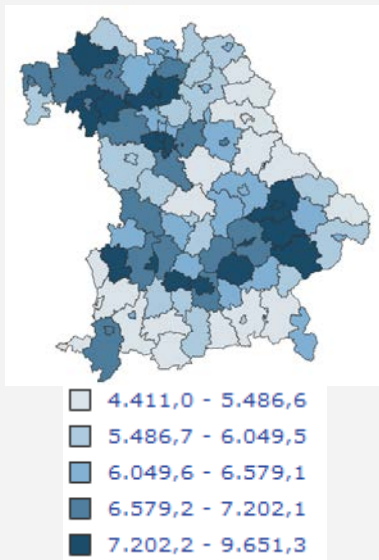 4.411,0 - 5.486,6
5.486,7 - 6.049,5
6.049,6 - 6.579,1
6.579,2 - 7.202,1
7.202,2 - 9.651,3